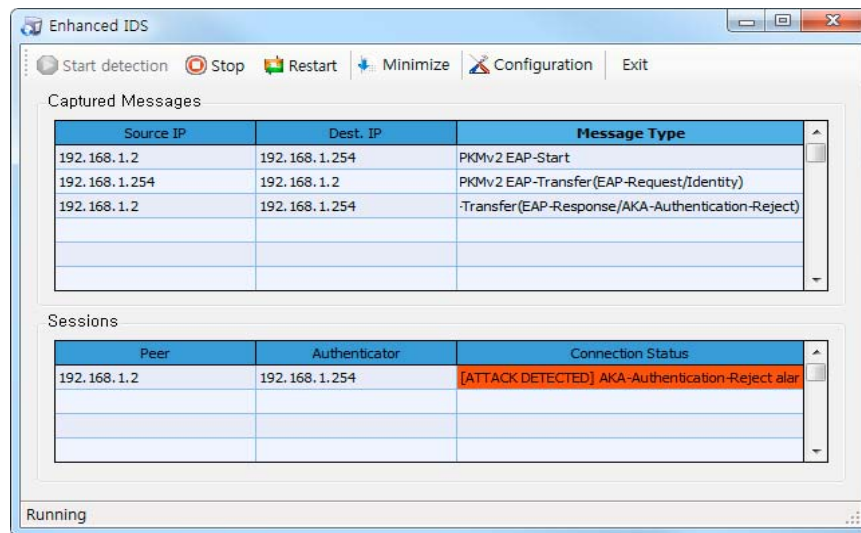 Enhanced IDS
Start detection Stop Restart Minimize Configuration Exit
Captured Messages
Source IP Dest. IP Message Type
192.168.1.2 192.168.1.254 PKMv2 EAP-Start
192.168.1.254 192.168.1.2 PKMv2 EAP-Transfer(EAP-Request/Identity)
192.168.1.2 192.168.1.254 -Transfer(EAP-Response/AKA-Authentication-Reject)
Sessions
Peer Authenticator Connection Status
192.168.1.2 192.168.1.254 [ATTACK DETECTED] AKA-Authentication-Reject alar
Running